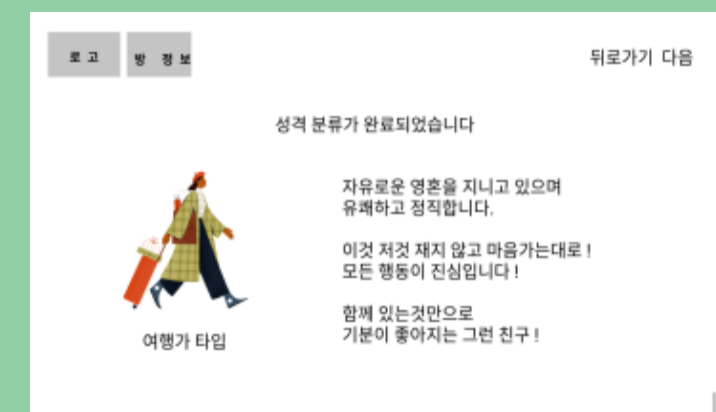 로고
방 정보
뒤로가기 다음
성격 분류가 완료되었습니다
자유로운 영혼을 지니고 있으며
유쾌하고 정직합니다.
이것 저것 재지 않고 마음가는대로 !
모든 행동이 진심입니다 !
함께 있는것만으로
기분이 좋아지는 그런 친구 !
여행가 타입